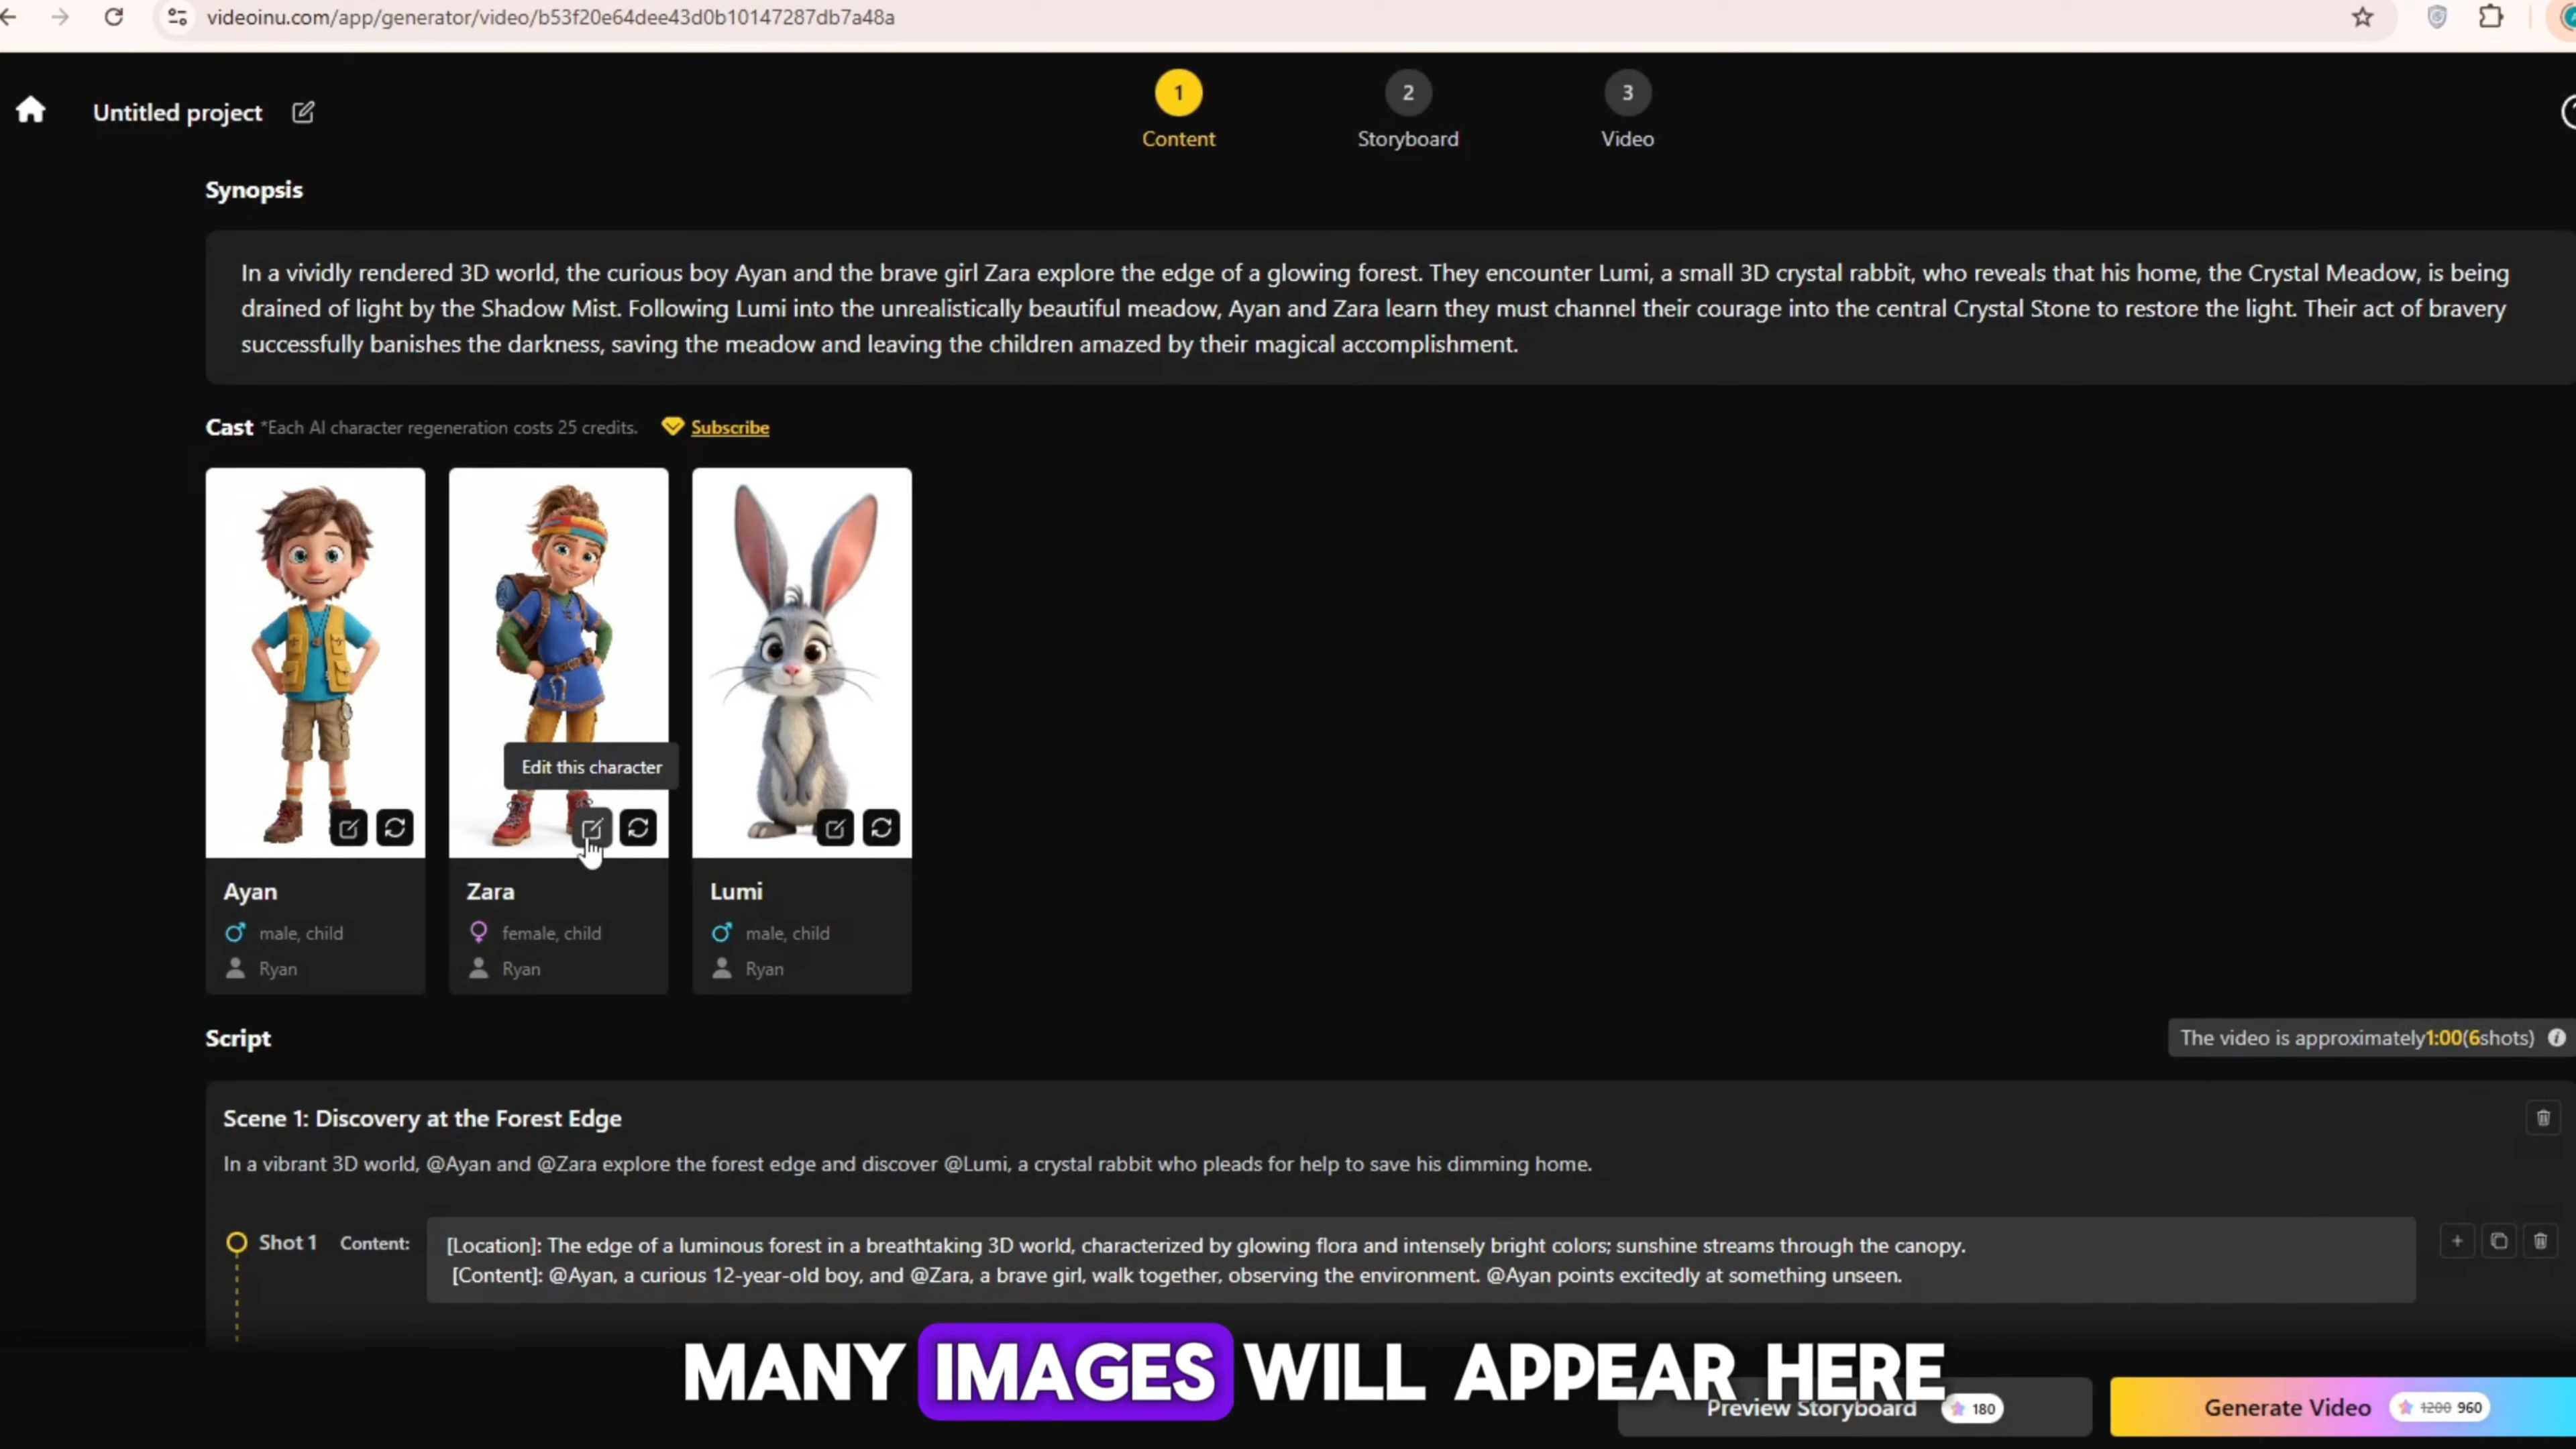 videoinu.com/app/generator/video/b53f20e64dee43d0b10147287db7a48a
Untitled project
1
2
3
Content
Storyboard
Video
Synopsis
In a vividly rendered 3D world, the curious boy Ayan and the brave girl Zara explore the edge of a glowing forest. They encounter Lumi, a small 3D crystal rabbit, who reveals that his home, the Crystal Meadow, is being
drained of light by the Shadow Mist. Following Lumi into the unrealistically beautiful meadow, Ayan and Zara learn they must channel their courage into the central Crystal Stone to restore the light. Their act of bravery
successfully banishes the darkness, saving the meadow and leaving the children amazed by their magical accomplishment.
Cast *Each AI character regeneration costs 25 credits. Subscribe
Edit this character
Ayan
male, child
Ryan
Zara
female, child
Ryan
Lumi
male, child
Ryan
Script
The video is approximately1:00(6shots)
Scene 1: Discovery at the Forest Edge
In a vibrant 3D world, @Ayan and @Zara explore the forest edge and discover @Lumi, a crystal rabbit who pleads for help to save his dimming home.
Shot 1 Content:
[Location]: The edge of a luminous forest in a breathtaking 3D world, characterized by glowing flora and intensely bright colors; sunshine streams through the canopy.
[Content]: @Ayan, a curious 12-year-old boy, and @Zara, a brave girl, walk together, observing the environment. @Ayan points excitedly at something unseen.
MANY IMAGES WILL APPEAR HERE
Preview Storyboard 180
Generate Video 1200 960